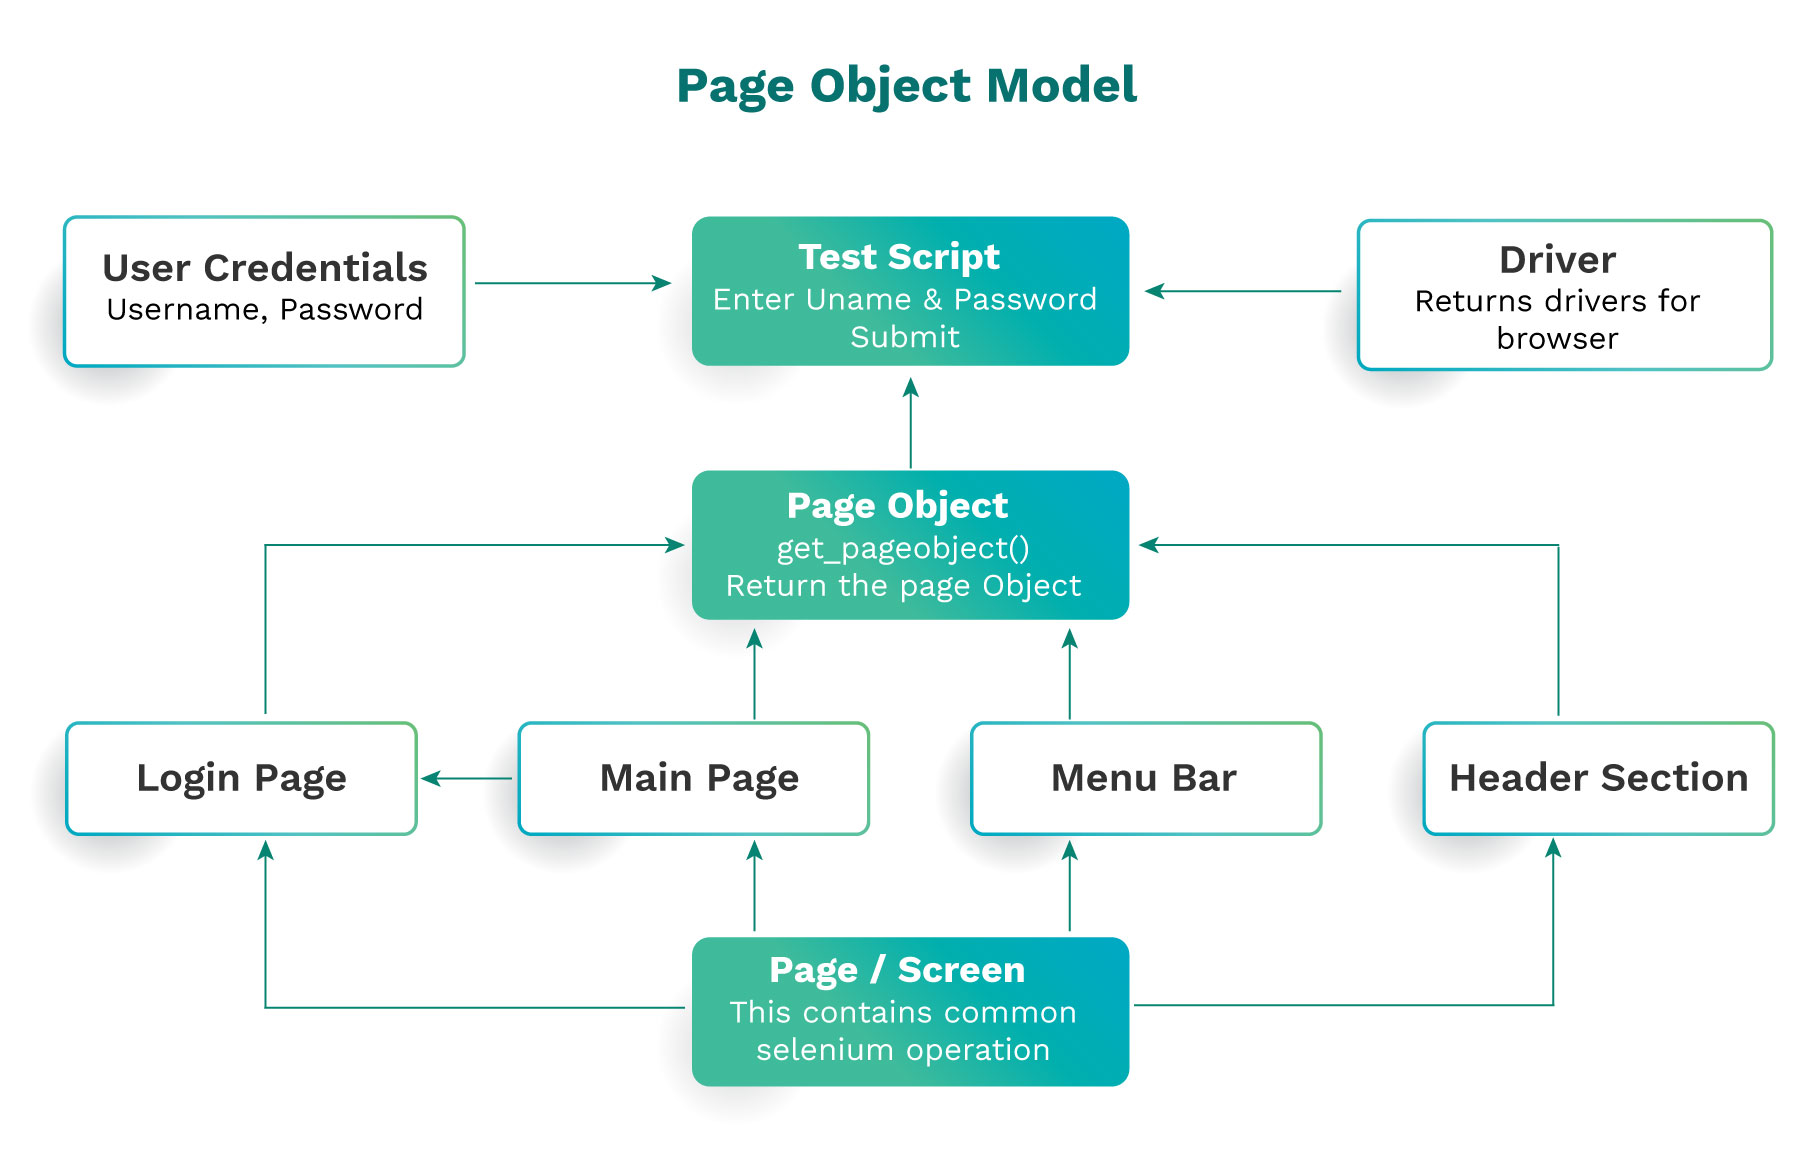 Page Object Model
User Credentials
Username, Password
Test Script
Enter Uname & Password
Submit
Driver
Returns drivers for
browser
Page Object
get_pageobject()
Return the page Object
Login Page
Main Page
Menu Bar
Header Section
Page / Screen
This contains common
selenium operation